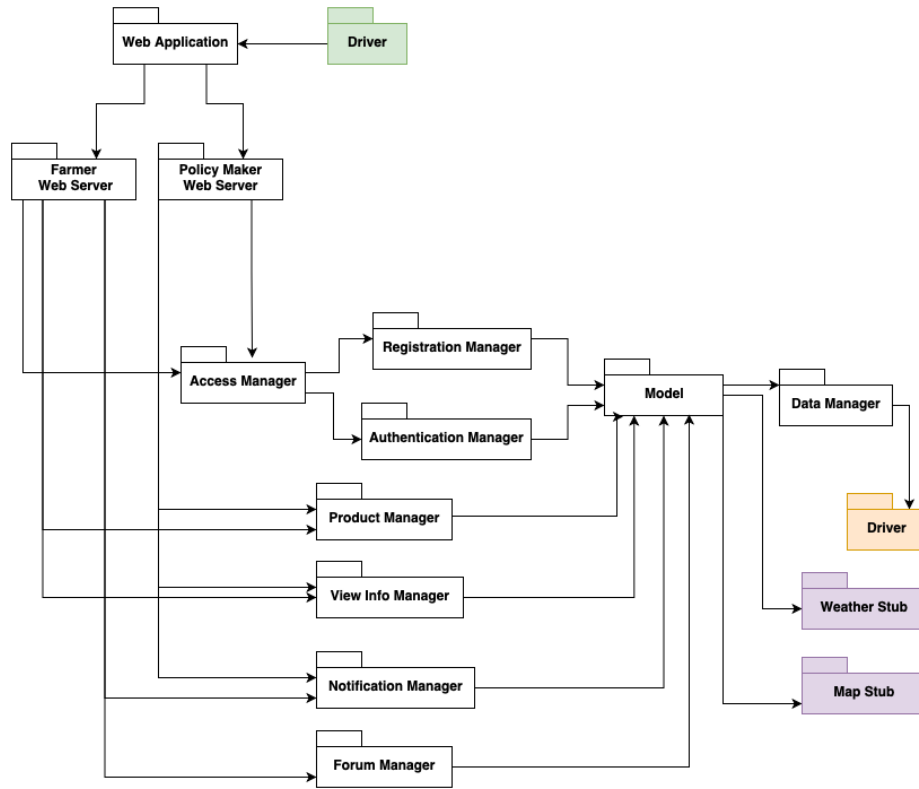 Web Application
Driver
Farmer
Web Server
Policy Maker
Web Server
Registration Manager
Access Manager
Model
Data Manager
Authentication Manager
Product Manager
Driver
View Info Manager
Weather Stub
Notification Manager
Map Stub
Forum Manager